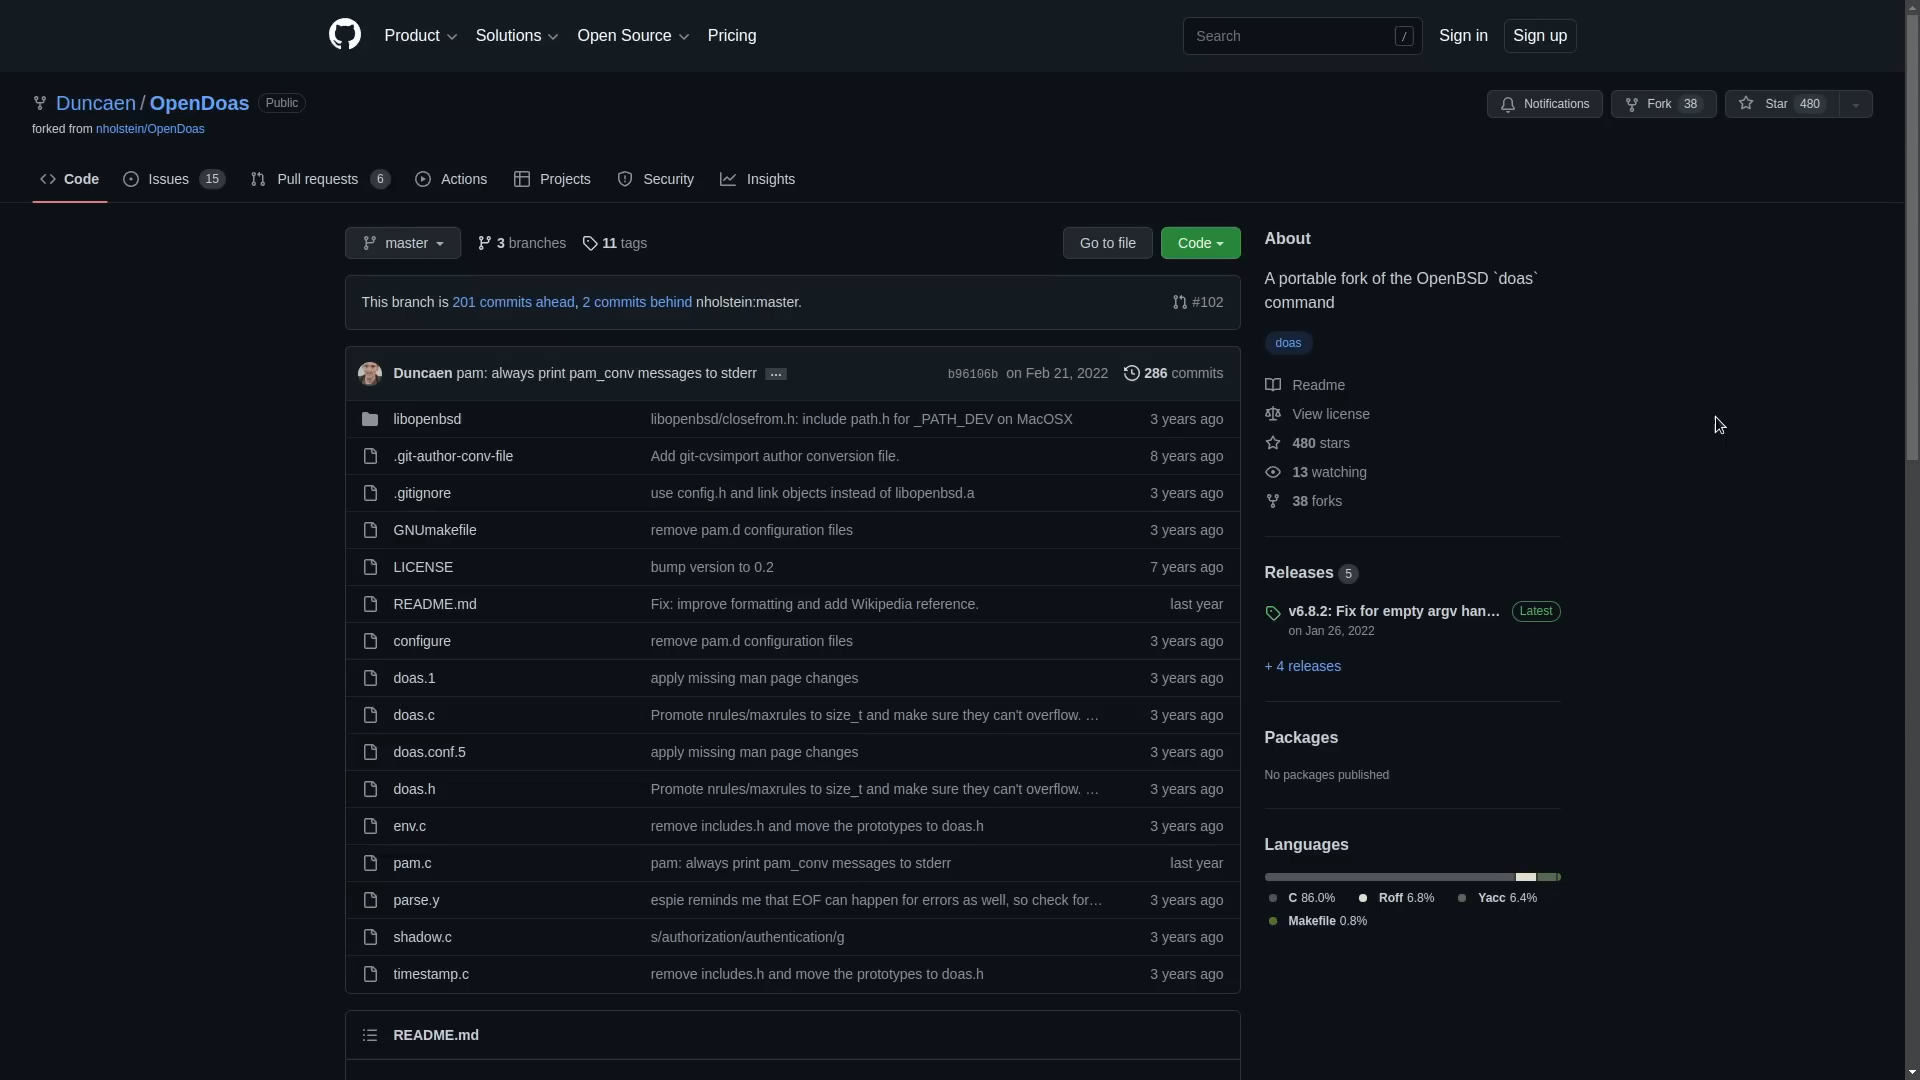 Product Solutions Open Source Pricing Search / Sign in Sign up
Duncaen / OpenDoas Public Notifications Fork 38 Star 480
forked from nholstein/OpenDoas
Code Issues 15 Pull requests 6 Actions Projects Security Insights
master 3 branches 11 tags Go to file Code
This branch is 201 commits ahead, 2 commits behind nholstein:master. #102
Duncaen pam: always print pam_conv messages to stderr ... b96106b on Feb 21, 2022 286 commits
libopenbsd libopenbsd/closefrom.h: include path.h for _PATH_DEV on MacOSX 3 years ago
.git-author-conv-file Add git-cvsimport author conversion file. 8 years ago
.gitignore use config.h and link objects instead of libopenbsd.a 3 years ago
GNUmakefile remove pam.d configuration files 3 years ago
LICENSE bump version to 0.2 7 years ago
README.md Fix: improve formatting and add Wikipedia reference. last year
configure remove pam.d configuration files 3 years ago
doas.1 apply missing man page changes 3 years ago
doas.c Promote nrules/maxrules to size_t and make sure they can't overflow. … 3 years ago
doas.conf.5 apply missing man page changes 3 years ago
doas.h Promote nrules/maxrules to size_t and make sure they can't overflow. … 3 years ago
env.c remove includes.h and move the prototypes to doas.h 3 years ago
pam.c pam: always print pam_conv messages to stderr last year
parse.y espie reminds me that EOF can happen for errors as well, so check for… 3 years ago
shadow.c s/authorization/authentication/g 3 years ago
timestamp.c remove includes.h and move the prototypes to doas.h 3 years ago
README.md
About
A portable fork of the OpenBSD `doas`
command
doas
Readme
View license
480 stars
13 watching
38 forks
Releases 5
v6.8.2: Fix for empty argv han... Latest
on Jan 26, 2022
+ 4 releases
Packages
No packages published
Languages
C 86.0% Roff 6.8% Yacc 6.4%
Makefile 0.8%